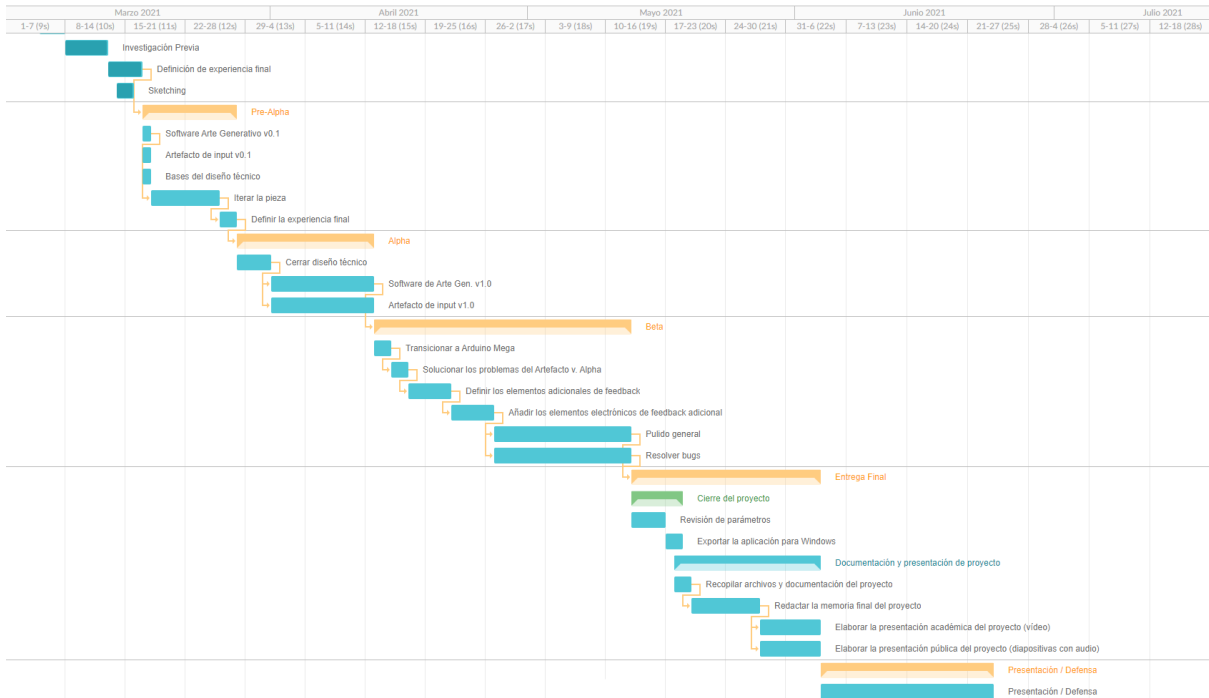 Marzo 2021 Abril 2021 Mayo 2021 Junio 2021 Julio 2021
1-7 (9s) 8-14 (10s) 15-21 (11s) 22-28 (12s) 29-4 (13s) 5-11 (14s) 12-18 (15s) 19-25 (16s) 26-2 (17s) 3-9 (18s) 10-16 (19s) 17-23 (20s) 24-30 (21s) 31-6 (22s) 7-13 (23s) 14-20 (24s) 21-27 (25s) 28-4 (26s) 5-11 (27s) 12-18 (28s)
Investigación Previa
Definición de experiencia final
Sketching
Pre-Alpha
Software Arte Generativo v0.1
Artefacto de input v0.1
Bases del diseño técnico
Iterar la pieza
Definir la experiencia final
Alpha
Cerrar diseño técnico
Software de Arte Gen. v1.0
Artefacto de input v1.0
Beta
Transicionar a Arduino Mega
Solucionar los problemas del Artefacto v. Alpha
Definir los elementos adicionales de feedback
Añadir los elementos electrónicos de feedback adicional
Pulido general
Resolver bugs
Entrega Final
Cierre del proyecto
Revisión de parámetros
Exportar la aplicación para Windows
Documentación y presentación de proyecto
Recopilar archivos y documentación del proyecto
Redactar la memoria final del proyecto
Elaborar la presentación académica del proyecto (vídeo)
Elaborar la presentación pública del proyecto (diapositivas con audio)
Presentación / Defensa
Presentación / Defensa